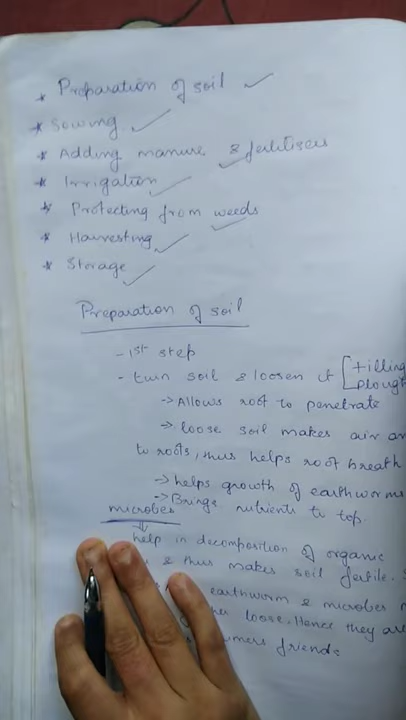 * Preparation of soil
* Sowing
* Adding manure & fertilisers
* Irrigation
* Protecting from weeds
* Harvesting
* Storage
Preparation of soil
- 1st step
- turn soil & loosen it [tilling
plough
-> Allows root to penetrate
-> loose soil makes air
to roots, thus helps root breath
-> helps growth of earthworms
-> Brings nutrients to top.
microbes
help in decomposition of organic
& thus makes soil fertile.
earthworm & microbes
loose. Hence they are
friends